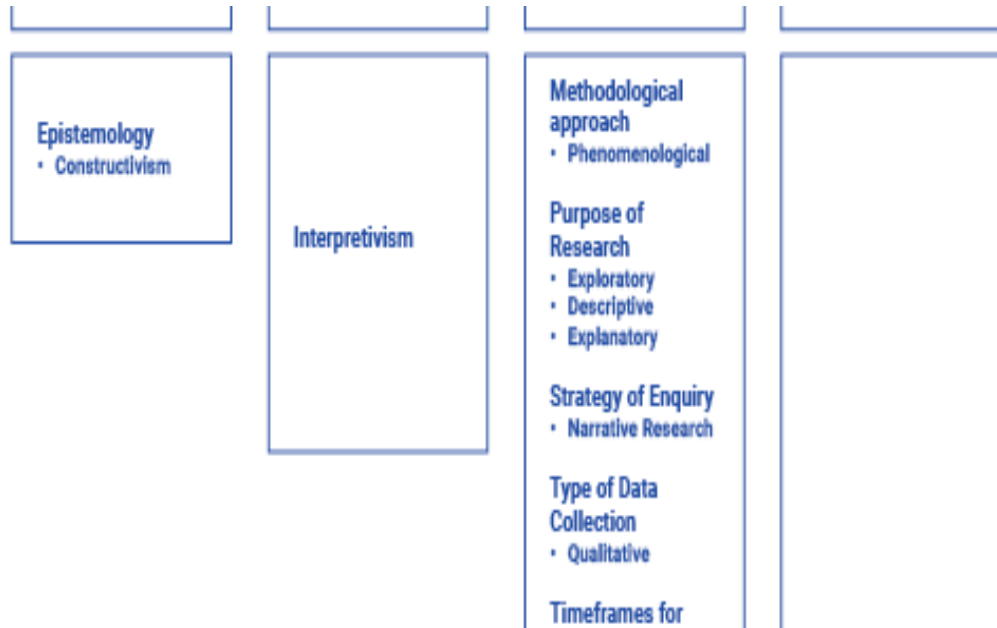 Epistemology
• Constructivism
Interpretivism
Methodological
approach
• Phenomenological
Purpose of
Research
• Exploratory
• Descriptive
• Explanatory
Strategy of Enquiry
• Narrative Research
Type of Data
Collection
• Qualitative
Timeframes for